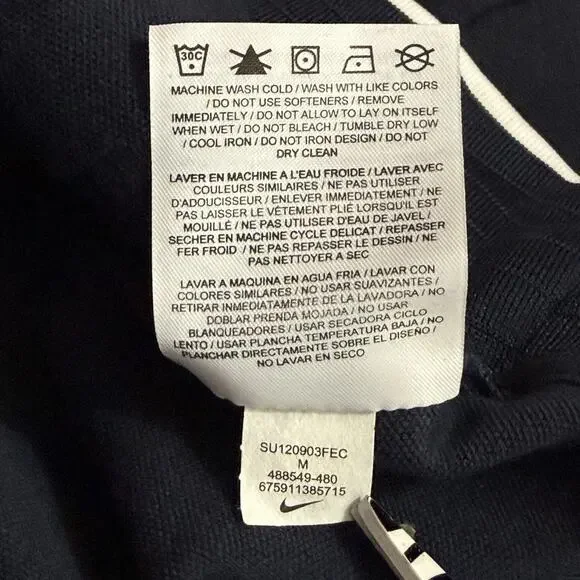 30C
MACHINE WASH COLD / WASH WITH LIKE COLORS
/ DO NOT USE SOFTENERS / REMOVE
IMMEDIATELY / DO NOT ALLOW TO LAY ON ITSELF
WHEN WET / DO NOT BLEACH / TUMBLE DRY LOW
/ COOL IRON / DO NOT IRON DESIGN / DO NOT
DRY CLEAN
LAVER EN MACHINE A L'EAU FROIDE / LAVER AVEC
COULEURS SIMILAIRES / NE PAS UTILISER
D'ADOUCISSEUR / ENLEVER IMMEDIATEMENT / NE
PAS LAISSER LE VÊTEMENT PLIÉ LORSQU'IL EST
MOUILLÉ / NE PAS UTILISER D'EAU DE JAVEL /
SECHER EN MACHINE CYCLE DELICAT / REPASSER
FER FROID / NE PAS REPASSER LE DESSIN / NE
PAS NETTOYER A SEC
LAVAR A MAQUINA EN AGUA FRIA / LAVAR CON
COLORES SIMILARES / NO USAR SUAVIZANTES /
RETIRAR INMEDIATAMENTE DE LA LAVADORA / NO
DOBLAR PRENDA MOJADA / NO USAR
BLANQUEADORES / USAR SECADORA CICLO
LENTO / USAR PLANCHA TEMPERATURA BAJA / NO
PLANCHAR DIRECTAMENTE SOBRE EL DISEÑO /
NO LAVAR EN SECO
SU120903FEC
M
488549-480
675911385715